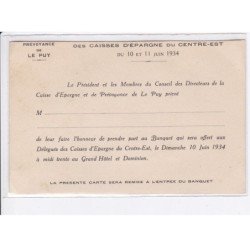 PRÉVOYANCE
DE
LE PUY
DES CAISSES D'ÉPARGNE DU CENTRE-EST
DU 10 ET 11 JUIN 1934
Le Président et les Membres du Conseil des Directeurs de la
Caisse d'Epargne et de Prévoyance de Le Puy prient
M
de leur faire l'honneur de prendre part au Banquet qui sera offert aux
Délégués des Caisses d'Epargne du Centre-Est, le Dimanche 10 Juin 1934
à midi trente au Grand Hôtel et Dominion.
LA PRÉSENTE CARTE SERA REMISE A L'ENTRÉE DU BANQUET